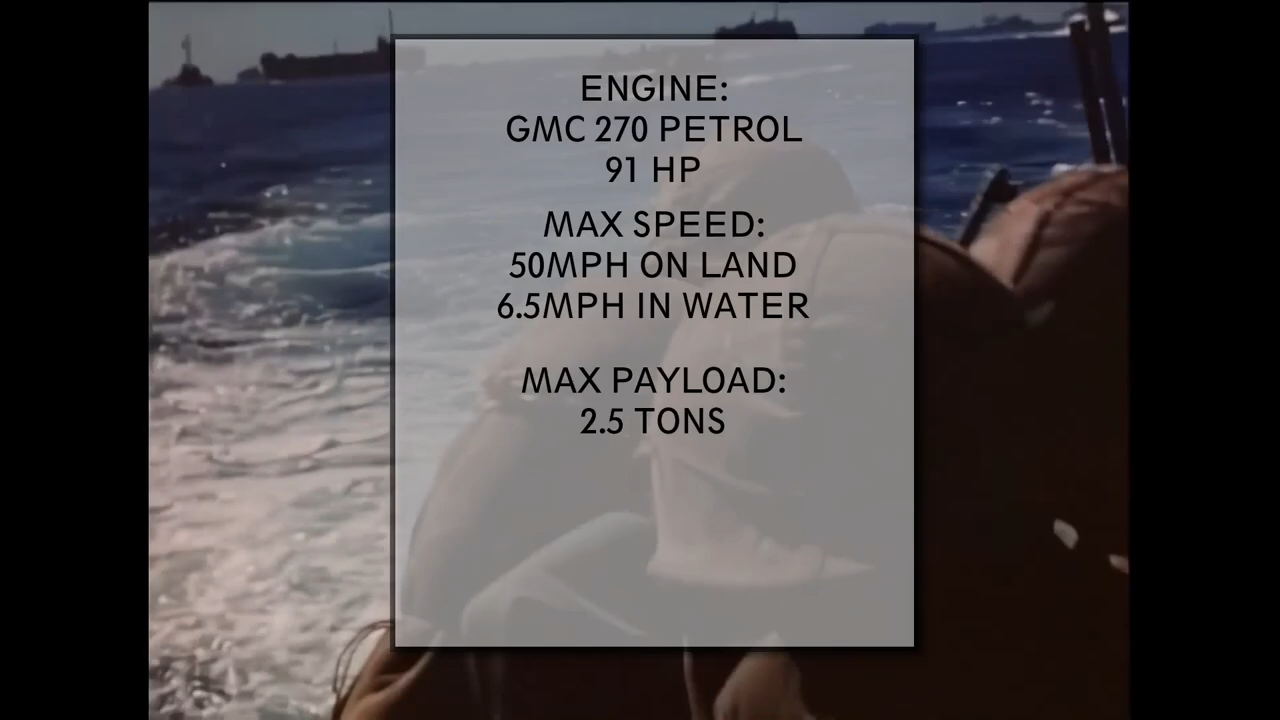 ENGINE:
GMC 270 PETROL
91 HP
MAX SPEED:
50MPH ON LAND
6.5MPH IN WATER
MAX PAYLOAD:
2.5 TONS